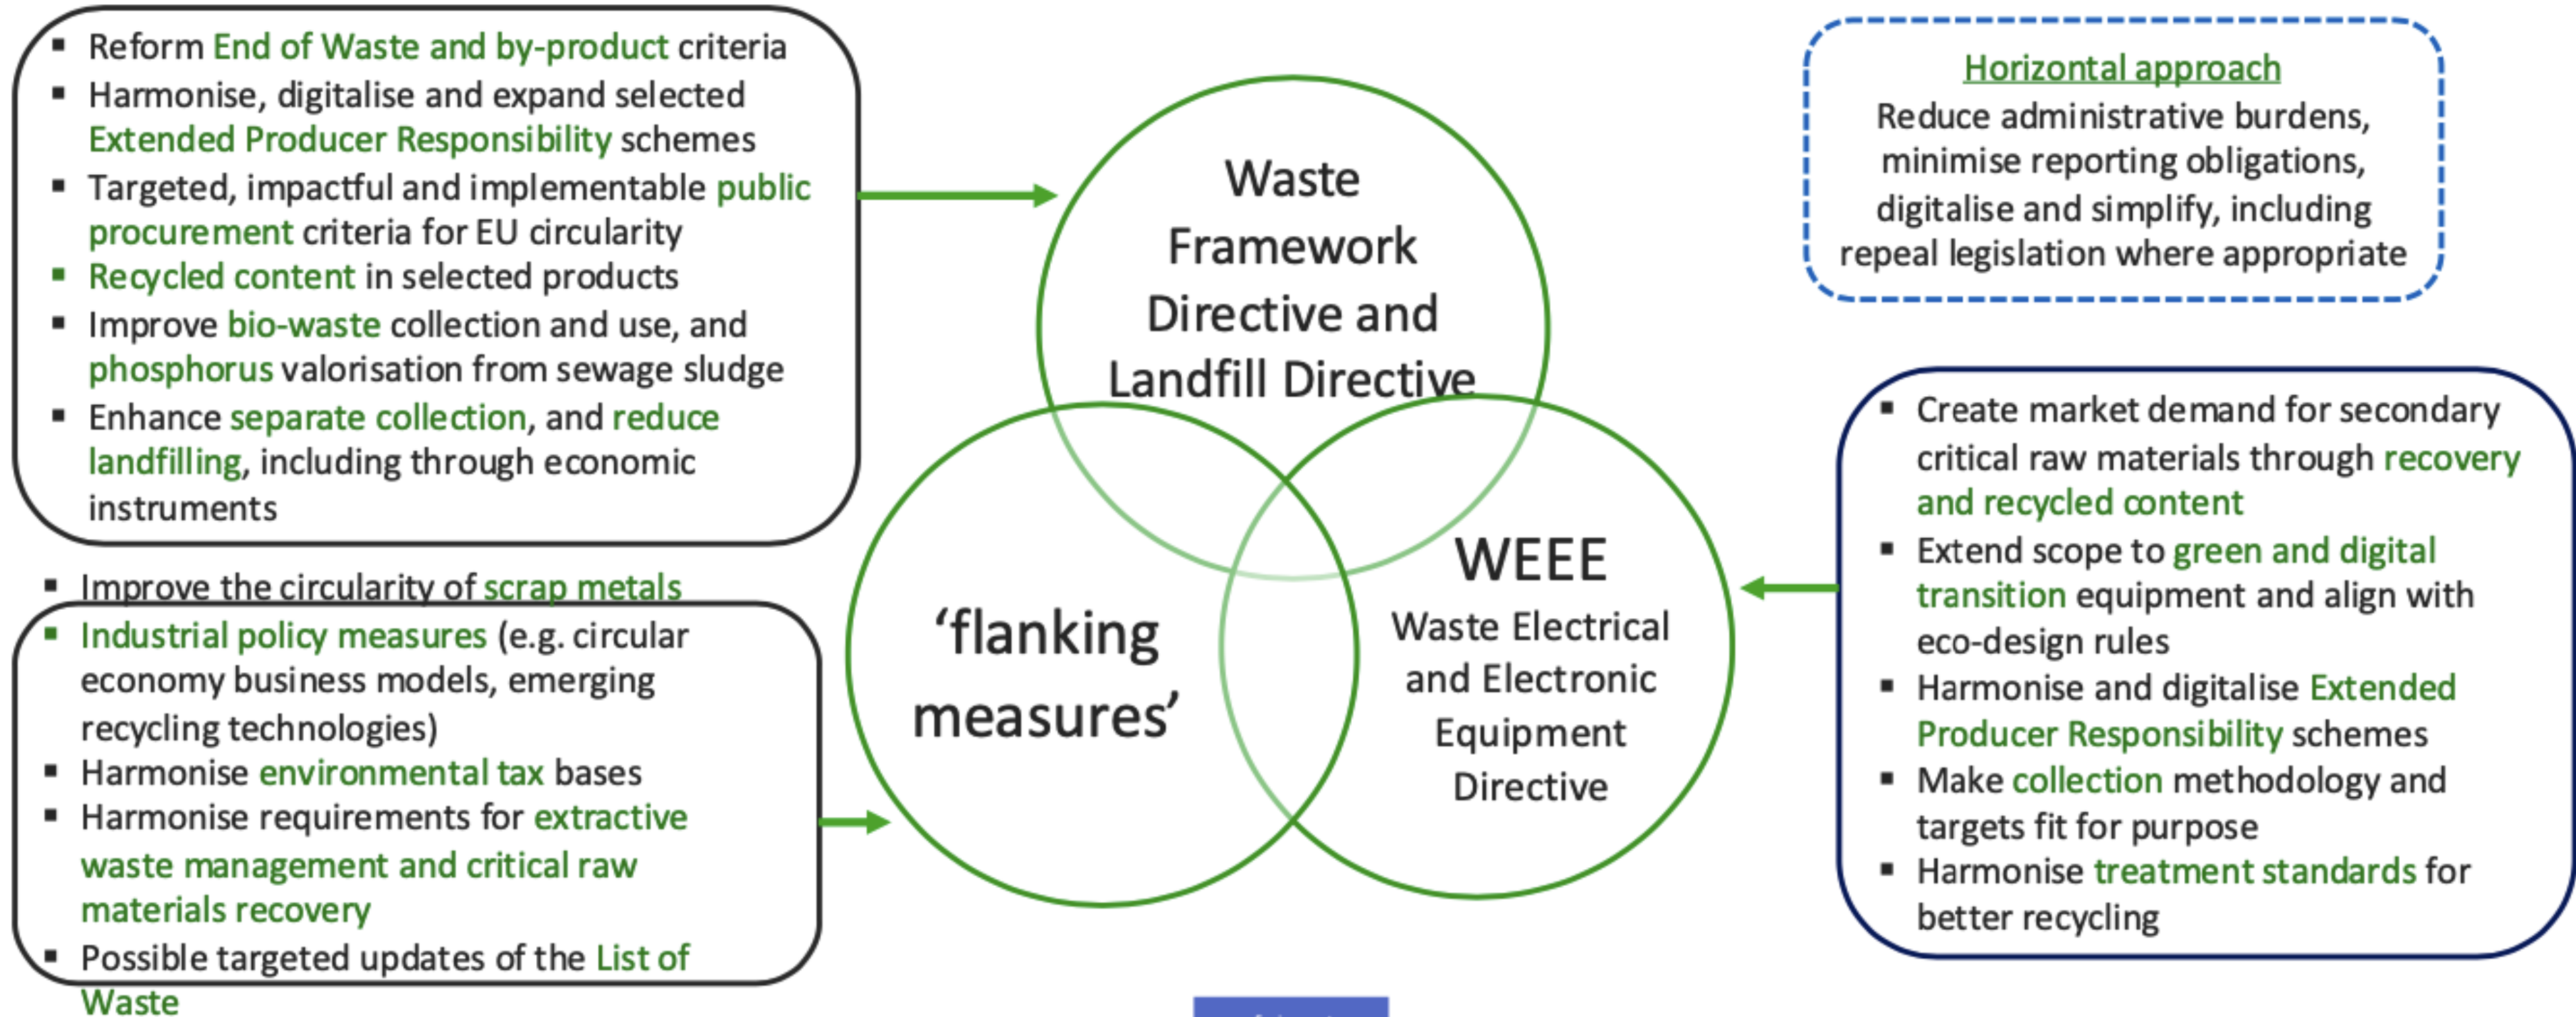 Reform End of Waste and by-product criteria
Harmonise, digitalise and expand selected
Extended Producer Responsibility schemes
Targeted, impactful and implementable public
procurement criteria for EU circularity
Recycled content in selected products
Improve bio-waste collection and use, and
phosphorus valorisation from sewage sludge
Enhance separate collection, and reduce
landfilling, including through economic
instruments
Improve the circularity of scrap metals
Industrial policy measures (e.g. circular
economy business models, emerging
recycling technologies)
Harmonise environmental tax bases
Harmonise requirements for extractive
waste management and critical raw
materials recovery
Possible targeted updates of the List of
Waste
Waste
Framework
Directive and
Landfill Directive
‘flanking
measures’
WEEE
Waste Electrical
and Electronic
Equipment
Directive
Horizontal approach
Reduce administrative burdens,
minimise reporting obligations,
digitalise and simplify, including
repeal legislation where appropriate
Create market demand for secondary
critical raw materials through recovery
and recycled content
Extend scope to green and digital
transition equipment and align with
eco-design rules
Harmonise and digitalise Extended
Producer Responsibility schemes
Make collection methodology and
targets fit for purpose
Harmonise treatment standards for
better recycling